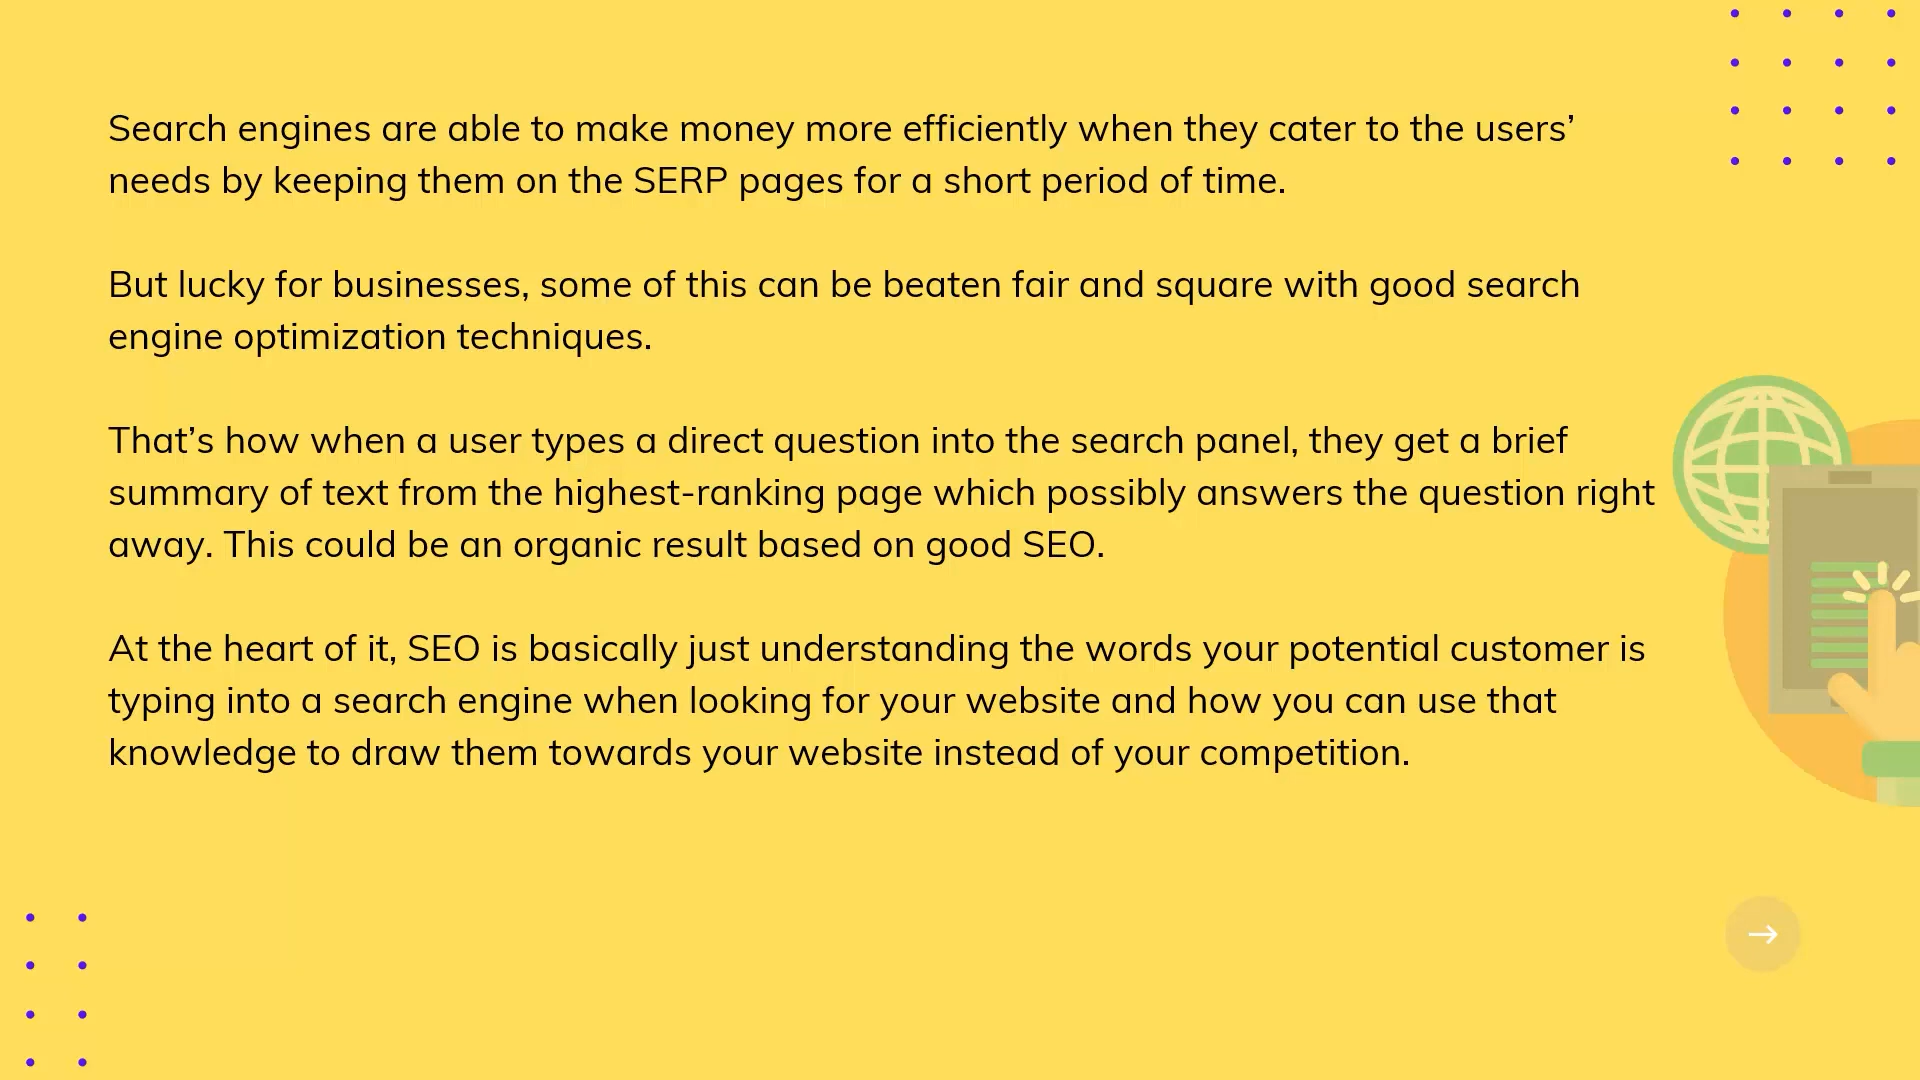 Search engines are able to make money more efficiently when they cater to the users’
needs by keeping them on the SERP pages for a short period of time.
But lucky for businesses, some of this can be beaten fair and square with good search
engine optimization techniques.
That’s how when a user types a direct question into the search panel, they get a brief
summary of text from the highest-ranking page which possibly answers the question right
away. This could be an organic result based on good SEO.
At the heart of it, SEO is basically just understanding the words your potential customer is
typing into a search engine when looking for your website and how you can use that
knowledge to draw them towards your website instead of your competition.